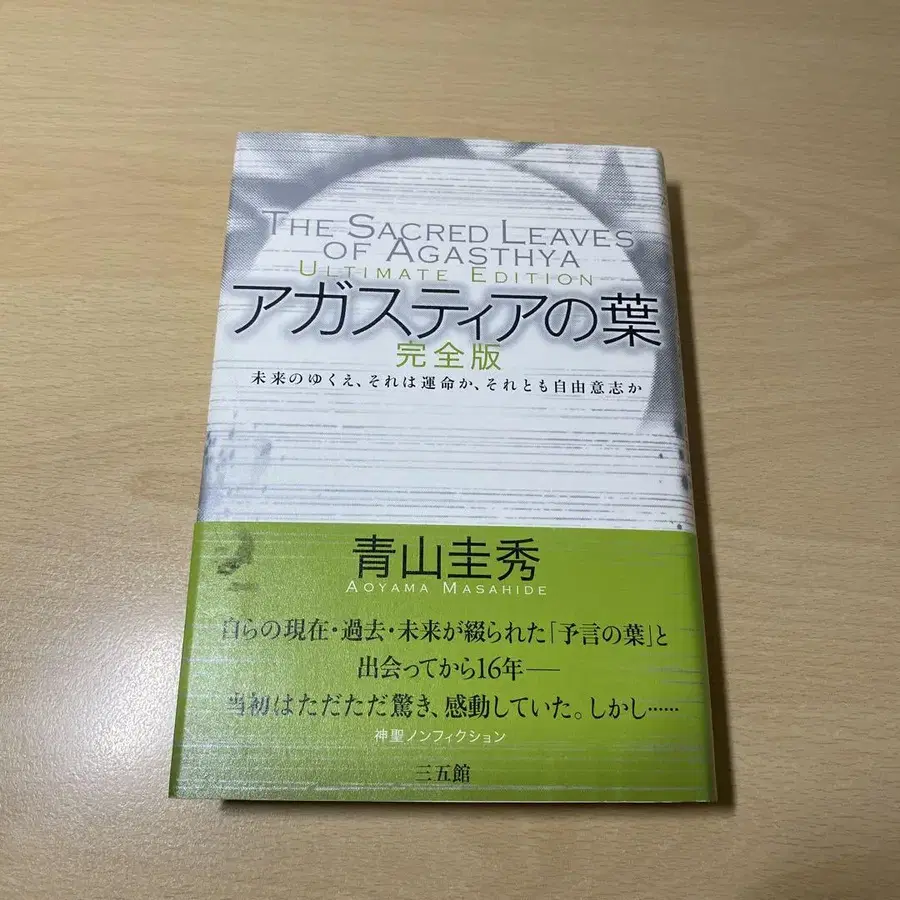 THE SACRED LEAVES
OF AGASTHYA
ULTIMATE EDITION
アガスティアの葉
完全版
未来のゆくえ、それは運命か、それとも自由意志か
青山圭秀
AOYAMA MASAHIDE
自らの現在・過去・未来が綴られた「予言の葉」と
出会ってから16年——
当初はただただ驚き、感動していた。しかし……
神聖ノンフィクション
三五館